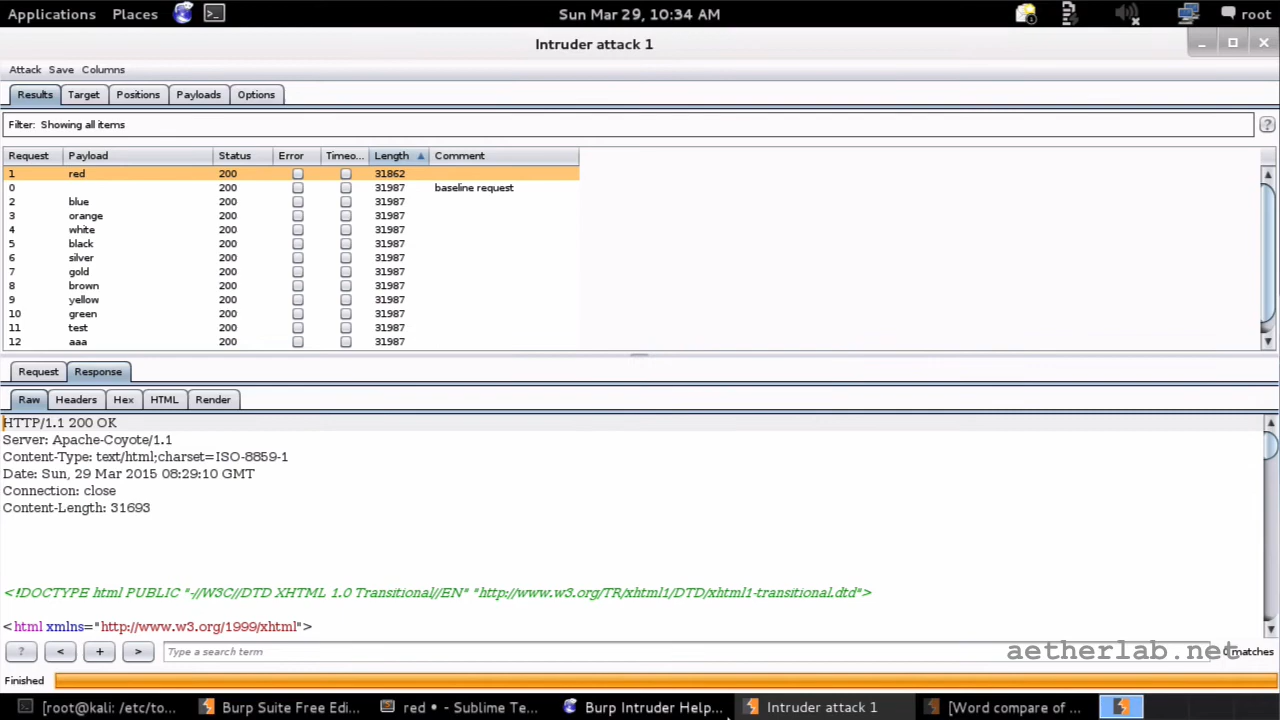 Applications Places Sun Mar 29, 10:34 AM root
Intruder attack 1
Attack Save Columns
Results Target Positions Payloads Options
Filter: Showing all items ?
Request Payload Status Error Timeo... Length Comment
1 red 200 31862
0 200 31987 baseline request
2 blue 200 31987
3 orange 200 31987
4 white 200 31987
5 black 200 31987
6 silver 200 31987
7 gold 200 31987
8 brown 200 31987
9 yellow 200 31987
10 green 200 31987
11 test 200 31987
12 aaa 200 31987
Request Response
Raw Headers Hex HTML Render
HTTP/1.1 200 OK
Server: Apache-Coyote/1.1
Content-Type: text/html;charset=ISO-8859-1
Date: Sun, 29 Mar 2015 08:29:10 GMT
Connection: close
Content-Length: 31693
<!DOCTYPE html PUBLIC "-//W3C//DTD XHTML 1.0 Transitional//EN" "http://www.w3.org/TR/xhtml1/DTD/xhtml1-transitional.dtd">
<html xmlns="http://www.w3.org/1999/xhtml">
? < + > Type a search term 0 matches
aetherlab.net
Finished
[root@kali: /etc/to... Burp Suite Free Edi... red • - Sublime Te... Burp Intruder Help... Intruder attack 1 [Word compare of ...